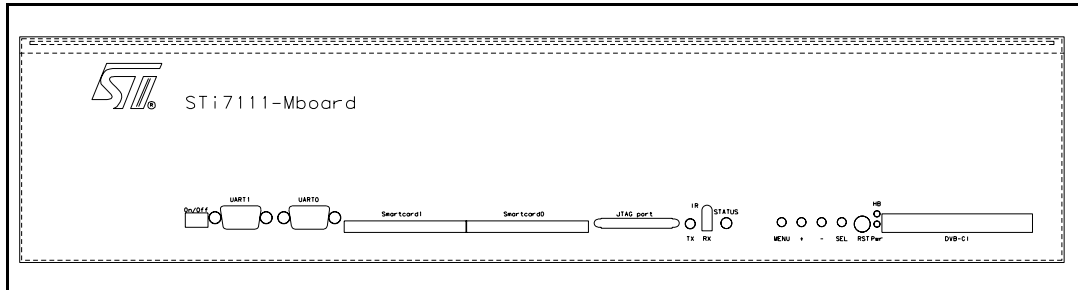 ST
®
STi7111-Mboard
On/Off
UART1
UART0
Smartcard1
Smartcard0
JTAG port
IR
TX
RX
STATUS
MENU
+
-
SEL
RST
HB
Pwr
DVB-CI